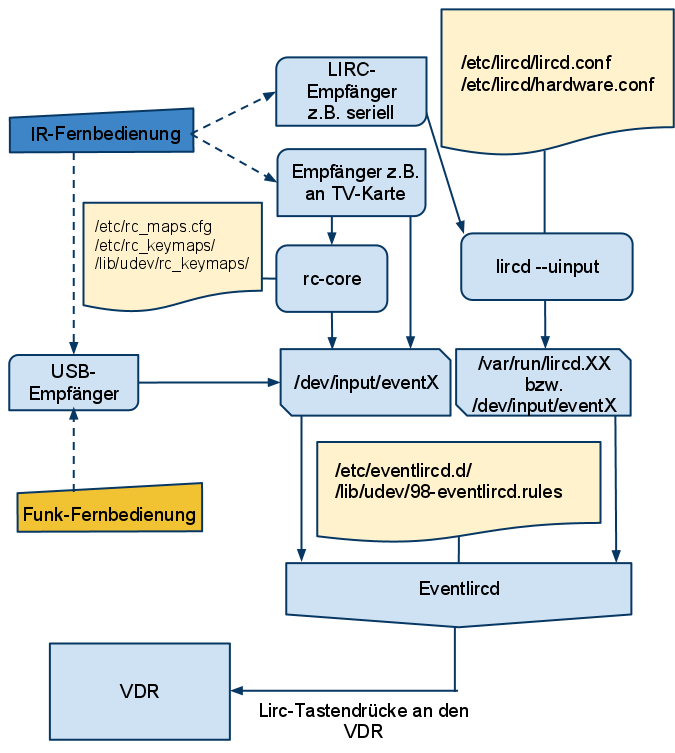 /etc/lircd/lircd.conf
/etc/lircd/hardware.conf
LIRC-
Empfänger
z.B. seriell
IR-Fernbedienung
Empfänger z.B.
an TV-Karte
/etc/rc_maps.cfg
/etc/rc_keymaps/
/lib/udev/rc_keymaps/
rc-core
lircd --uinput
USB-
Empfänger
/dev/input/eventX
/var/run/lircd.XX
bzw.
/dev/input/eventX
/etc/eventlircd.d/
/lib/udev/98-eventlircd.rules
Funk-Fernbedienung
Eventlircd
VDR
Lirc-Tastendrücke an den
VDR